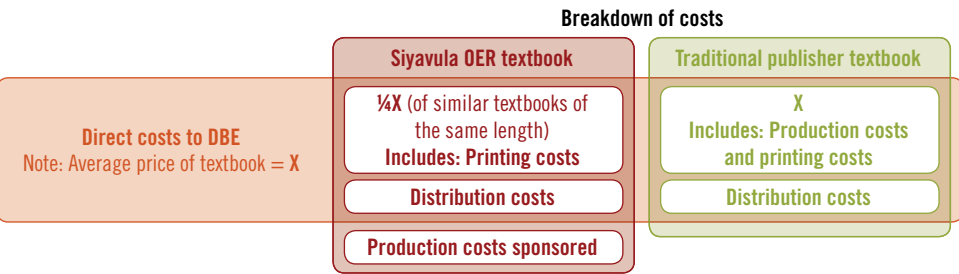 Breakdown of costs
Siyavula OER textbook
Traditional publisher textbook
Direct costs to DBE
Note: Average price of textbook = X
¼X (of similar textbooks of
the same length)
Includes: Printing costs
X
Includes: Production costs
and printing costs
Distribution costs
Distribution costs
Production costs sponsored